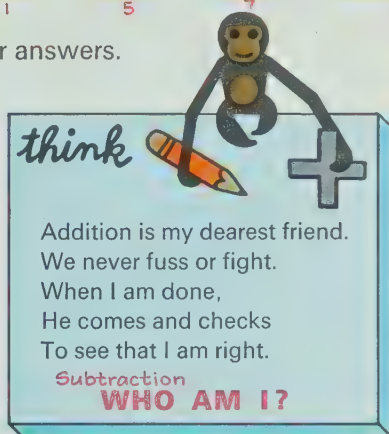 1 5 7
r answers.
think
Addition is my dearest friend.
We never fuss or fight.
When I am done,
He comes and checks
To see that I am right.
Subtraction
WHO AM I?